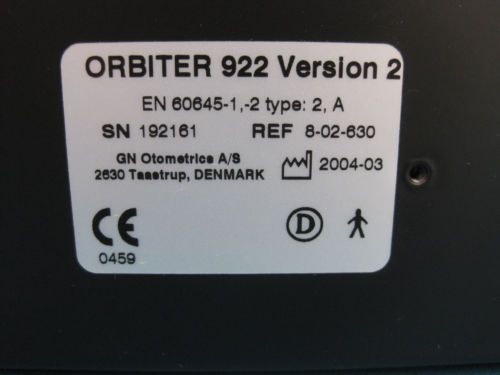 ORBITER 922 Version 2
EN 60645-1,-2 type: 2, A
SN 192161 REF 8-02-630
GN Otometrics A/S
2630 Taastrup, DENMARK
2004-03
CE
0459
D